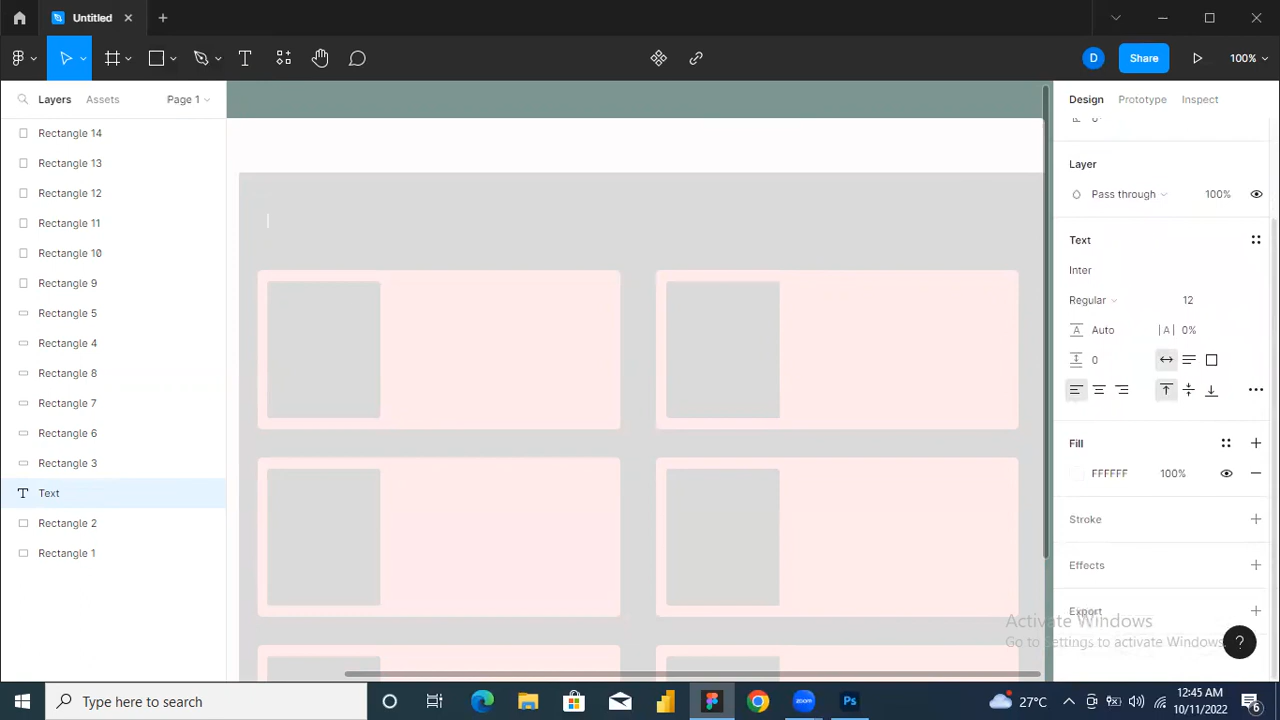 Untitled
D
Share
100%
Layers
Assets
Page 1
Design
Prototype
Inspect
Rectangle 14
Rectangle 13
Rectangle 12
Rectangle 11
Rectangle 10
Rectangle 9
Rectangle 5
Rectangle 4
Rectangle 8
Rectangle 7
Rectangle 6
Rectangle 3
Text
Rectangle 2
Rectangle 1
Layer
Pass through
100%
Text
Inter
Regular
12
Auto
0%
0
Fill
FFFFFF
100%
Stroke
Effects
Export
Activate Windows
Go to settings to activate Windows.
?
Type here to search
zoom
Ps
27°C
12:45 AM
10/11/2022
6